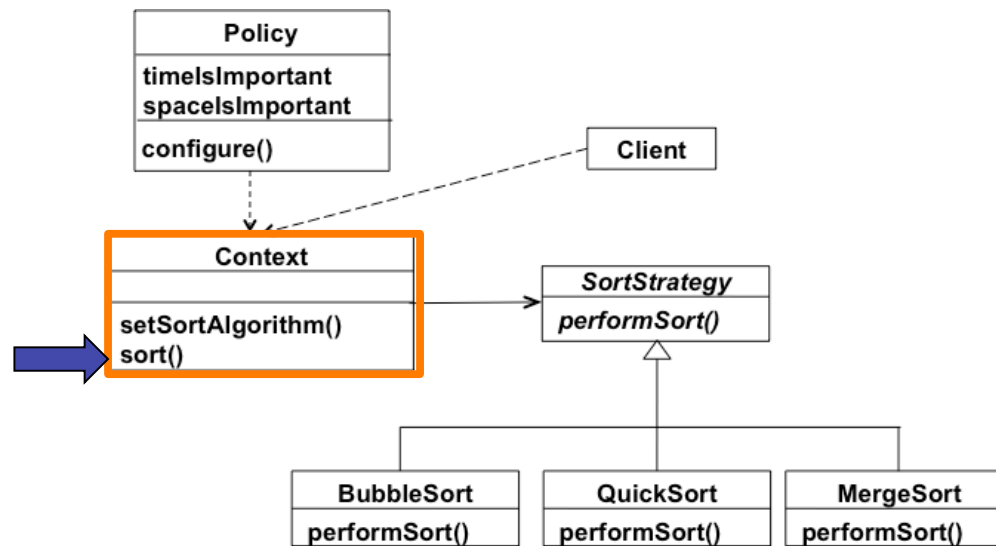 Policy
timeIsImportant
spaceIsImportant
configure()
Client
Context
setSortAlgorithm()
sort()
SortStrategy
performSort()
BubbleSort
performSort()
QuickSort
performSort()
MergeSort
performSort()